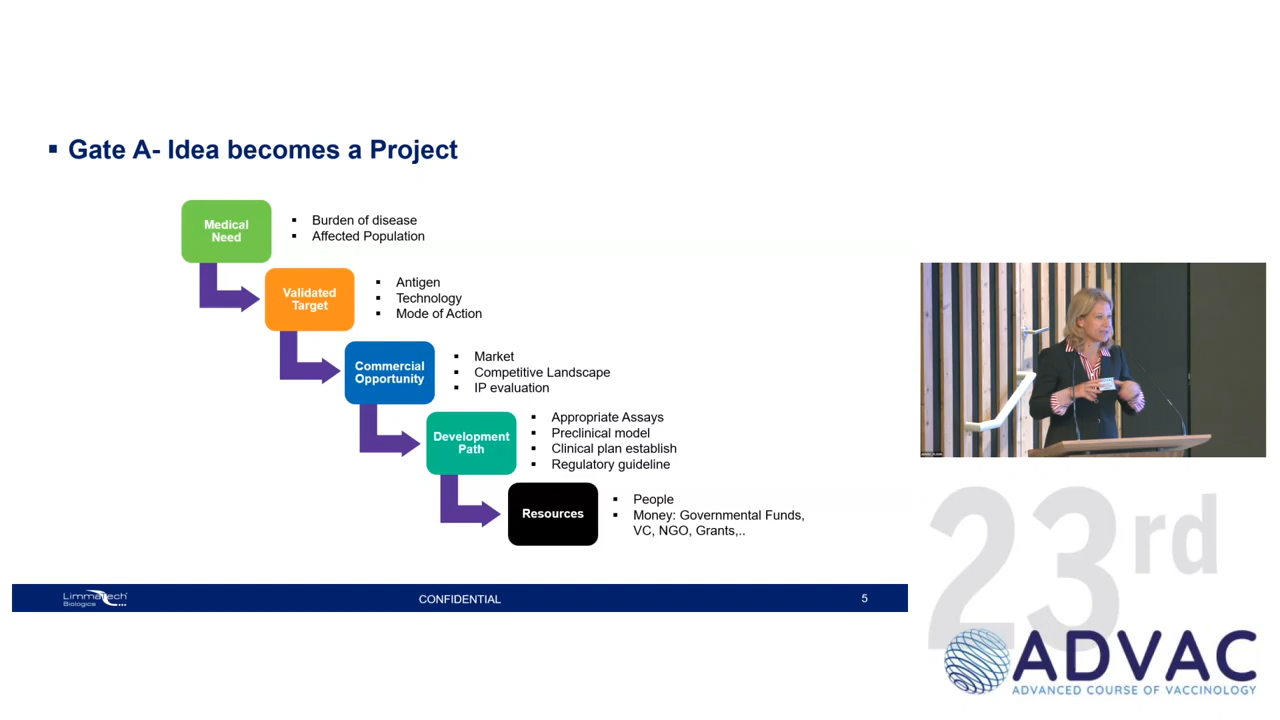 ▪ Gate A- Idea becomes a Project
Medical
Need
▪ Burden of disease
▪ Affected Population
Validated
Target
▪ Antigen
▪ Technology
▪ Mode of Action
Commercial
Opportunity
▪ Market
▪ Competitive Landscape
▪ IP evaluation
Development
Path
▪ Appropriate Assays
▪ Preclinical model
▪ Clinical plan establish
▪ Regulatory guideline
Resources
▪ People
▪ Money: Governmental Funds,
VC, NGO, Grants,..
LimmaTech
Biologics
CONFIDENTIAL
5
23rd
ADVAC
ADVANCED COURSE OF VACCINOLOGY